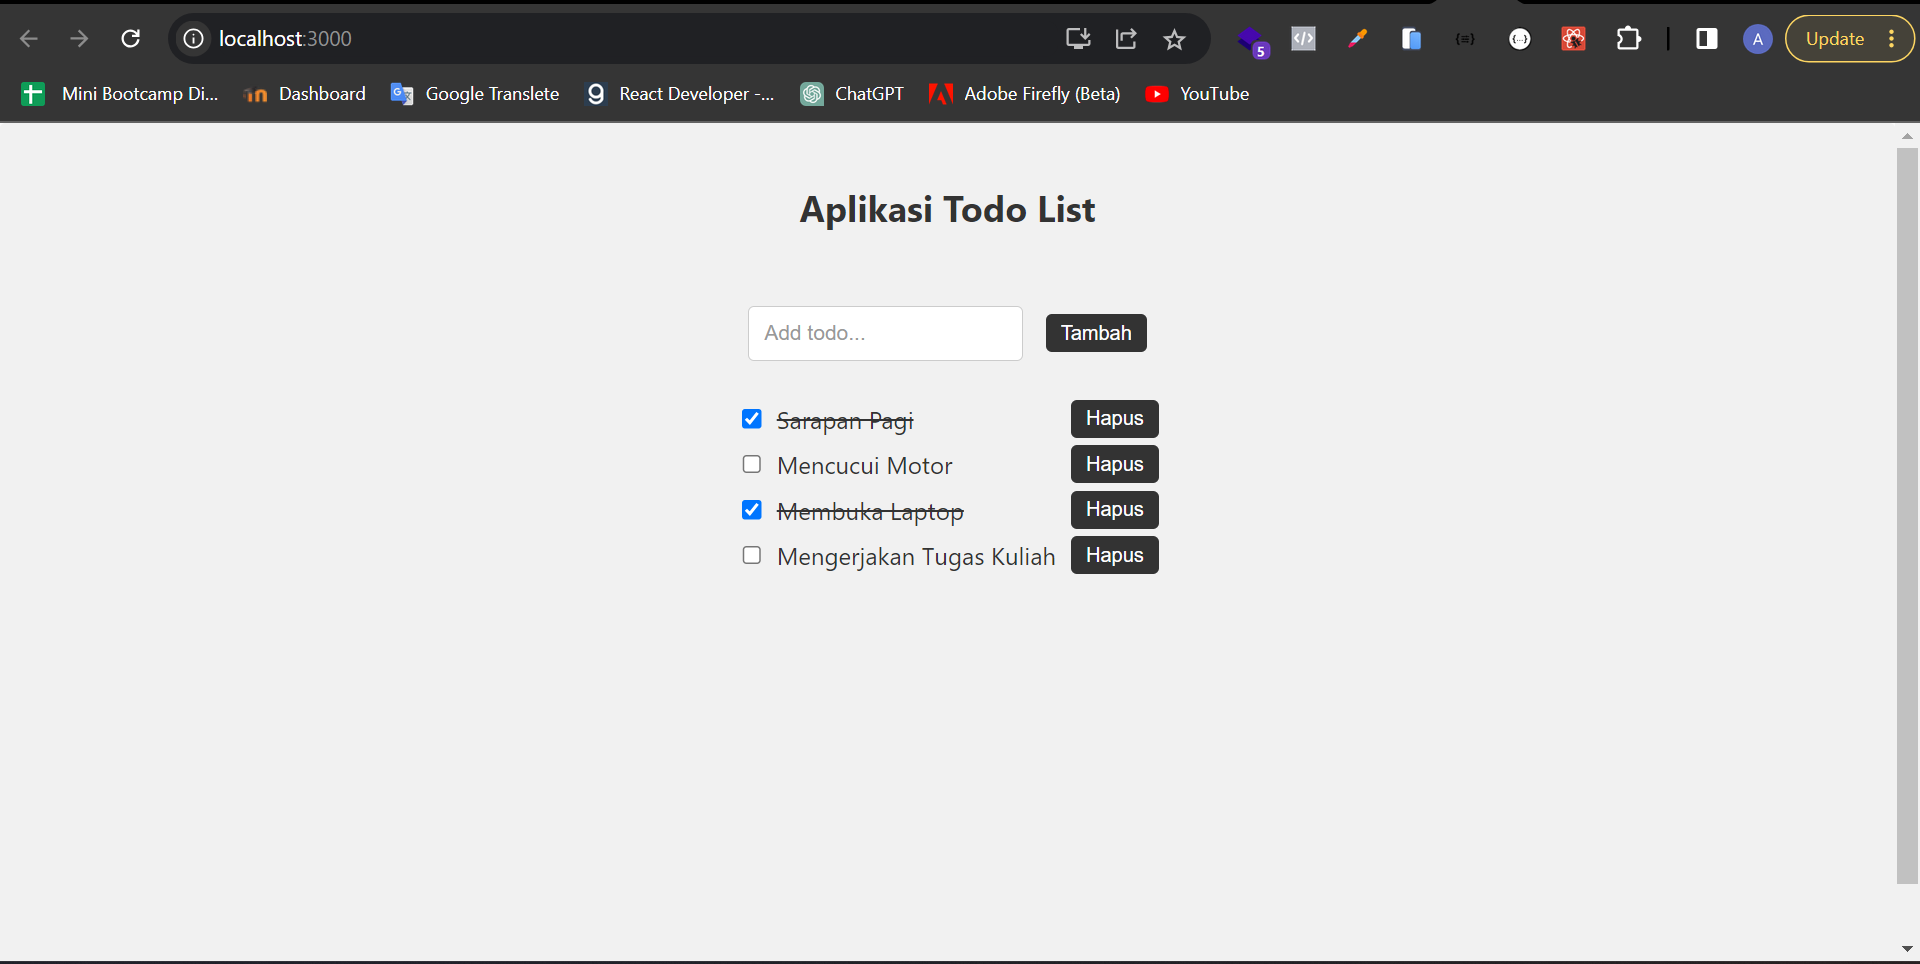 localhost:3000
5
A
Update
Mini Bootcamp Di...
Dashboard
Google Translete
React Developer -...
ChatGPT
Adobe Firefly (Beta)
YouTube
Aplikasi Todo List
Add todo...
Tambah
Sarapan Pagi Hapus
Mencucui Motor Hapus
Membuka Laptop Hapus
Mengerjakan Tugas Kuliah Hapus